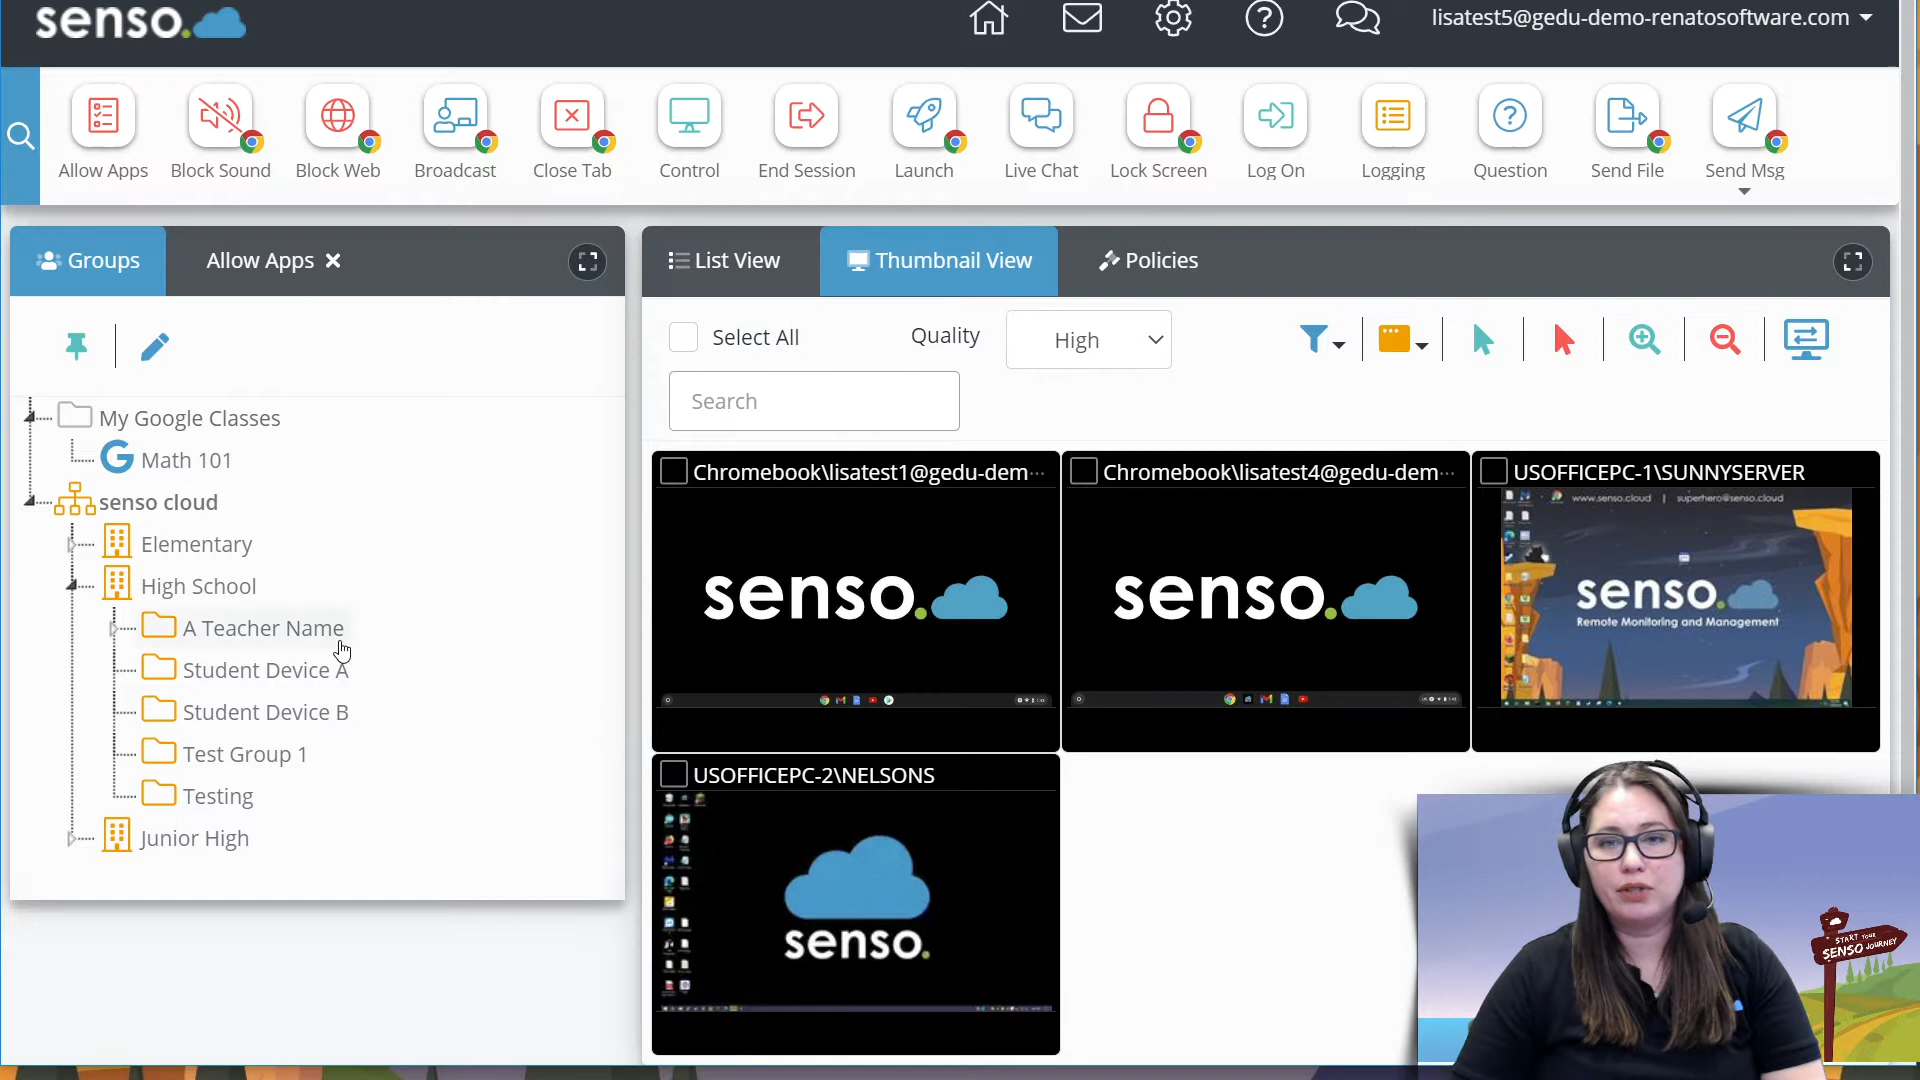 senso.
lisatest5@gedu-demo-renatosoftware.com
Allow Apps
Block Sound
Block Web
Broadcast
Close Tab
Control
End Session
Launch
Live Chat
Lock Screen
Log On
Logging
Question
Send File
Send Msg
Groups
Allow Apps
List View
Thumbnail View
Policies
Select All
Quality
High
Search
My Google Classes
Math 101
senso cloud
Elementary
High School
A Teacher Name
Student Device A
Student Device B
Test Group 1
Testing
Junior High
Chromebook\lisatest1@gedu-dem...
senso.
Chromebook\lisatest4@gedu-dem...
senso.
USOFFICEPC-1\SUNNYSERVER
www.senso.cloud | superhero@senso.cloud
senso.
Remote Monitoring and Management
USOFFICEPC-2\NELSONS
senso.
START YOUR
SENSO JOURNEY